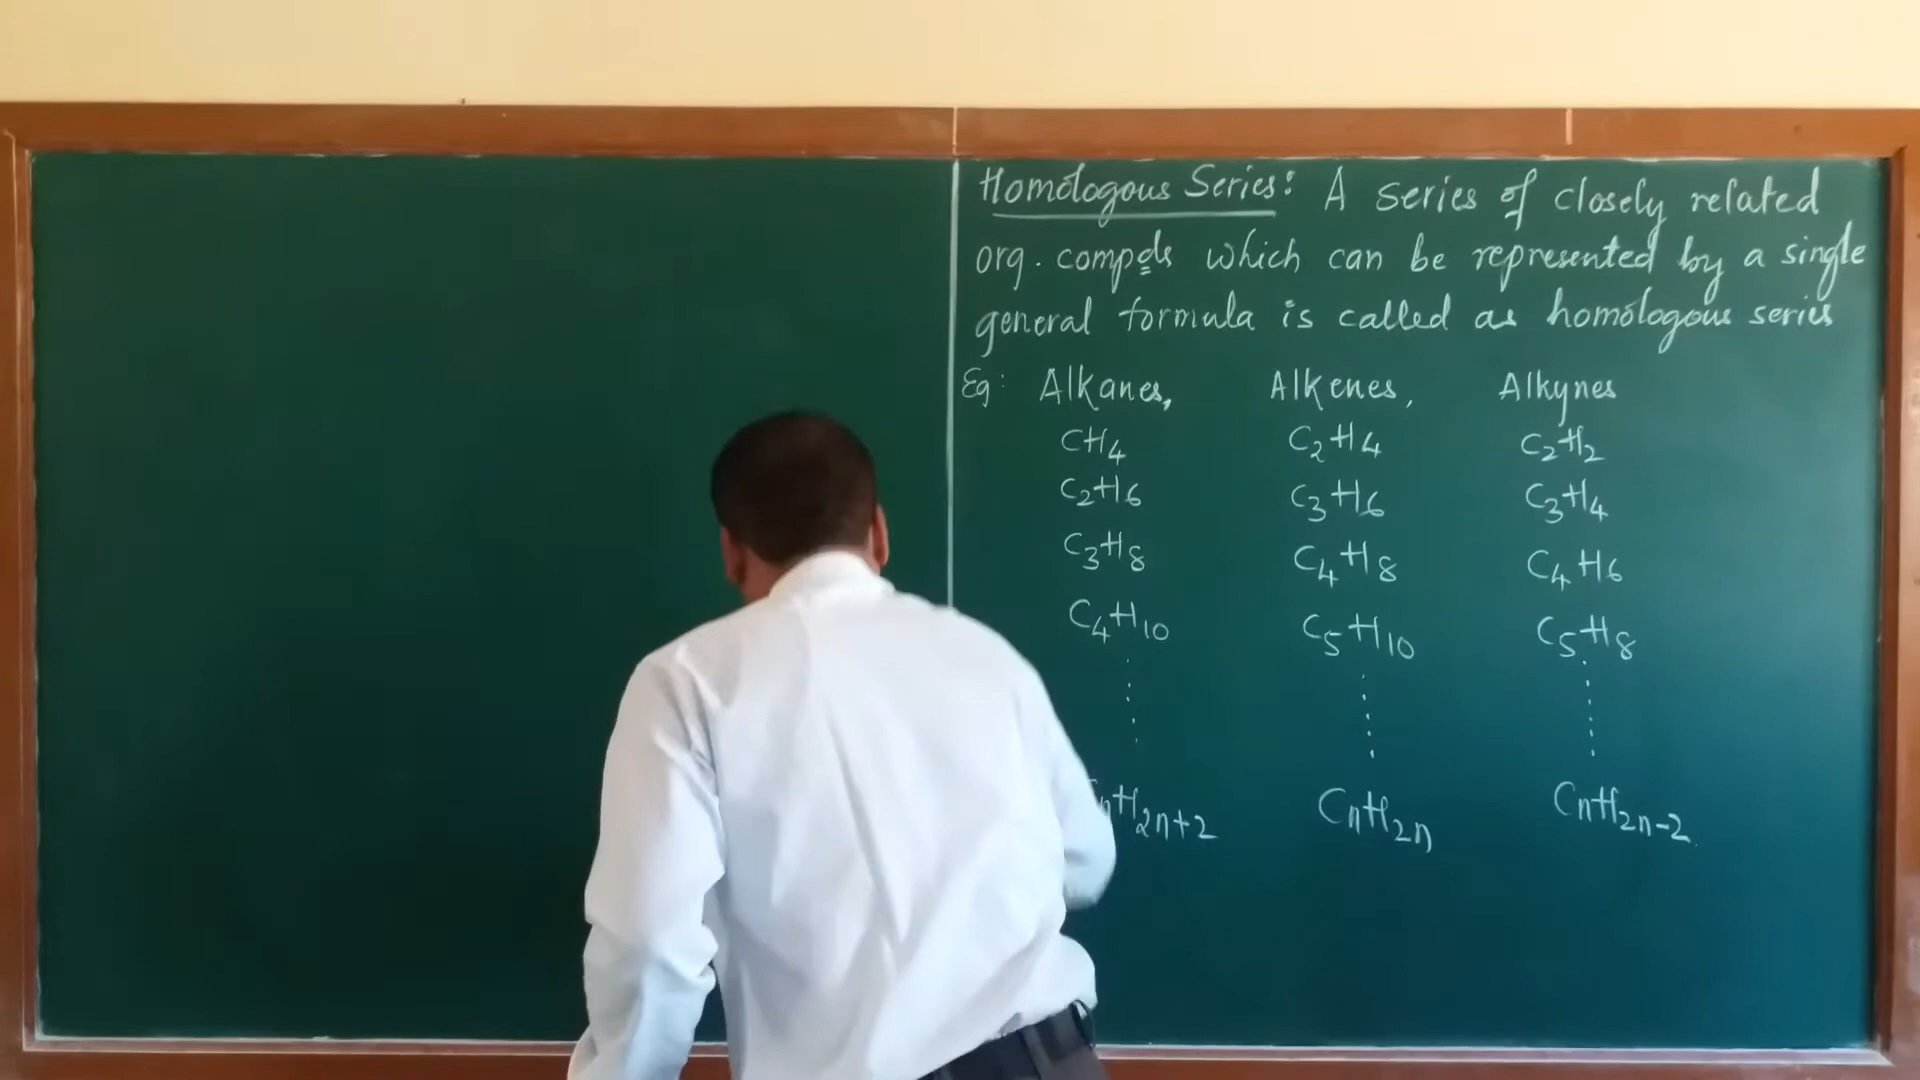 Homologous Series: A series of closely related
org. compds which can be represented by a single
general formula is called as homologous series
Eg: Alkanes, Alkenes, Alkynes
CH4 C2H4 C2H2
C2H6 C3H6 C3H4
C3H8 C4H8 C4H6
C4H10 C5H10 C5H8
CnH2n+2 CnH2n CnH2n-2